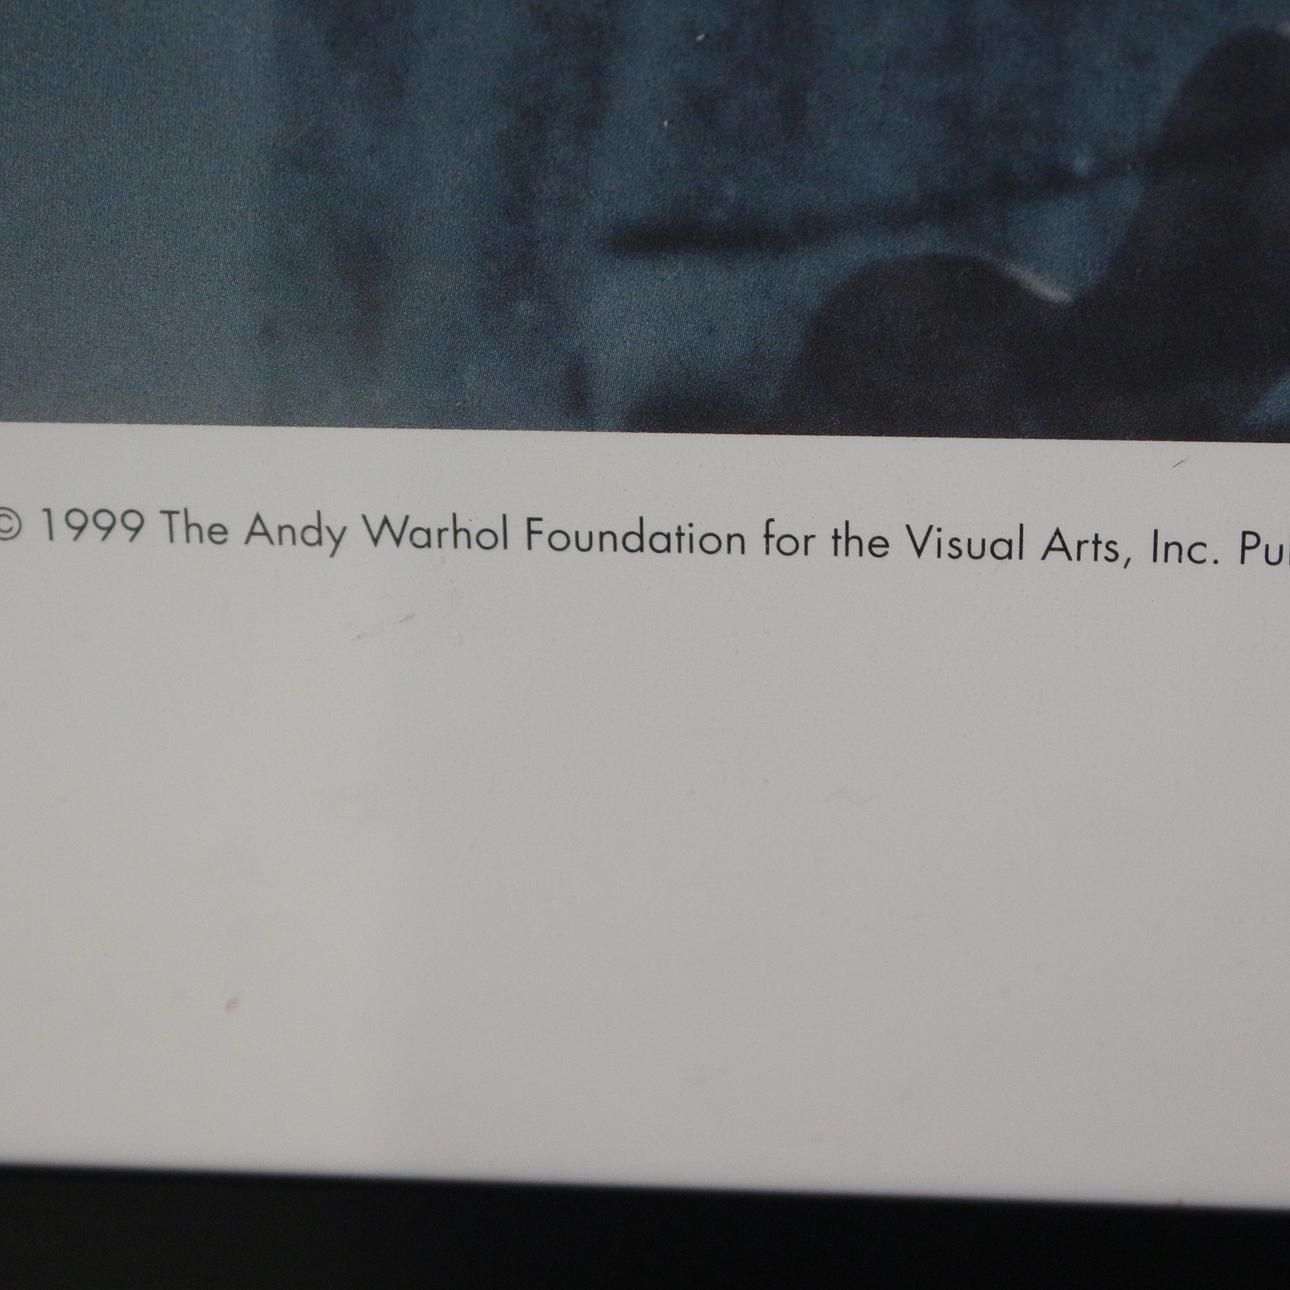 © 1999 The Andy Warhol Foundation for the Visual Arts, Inc.